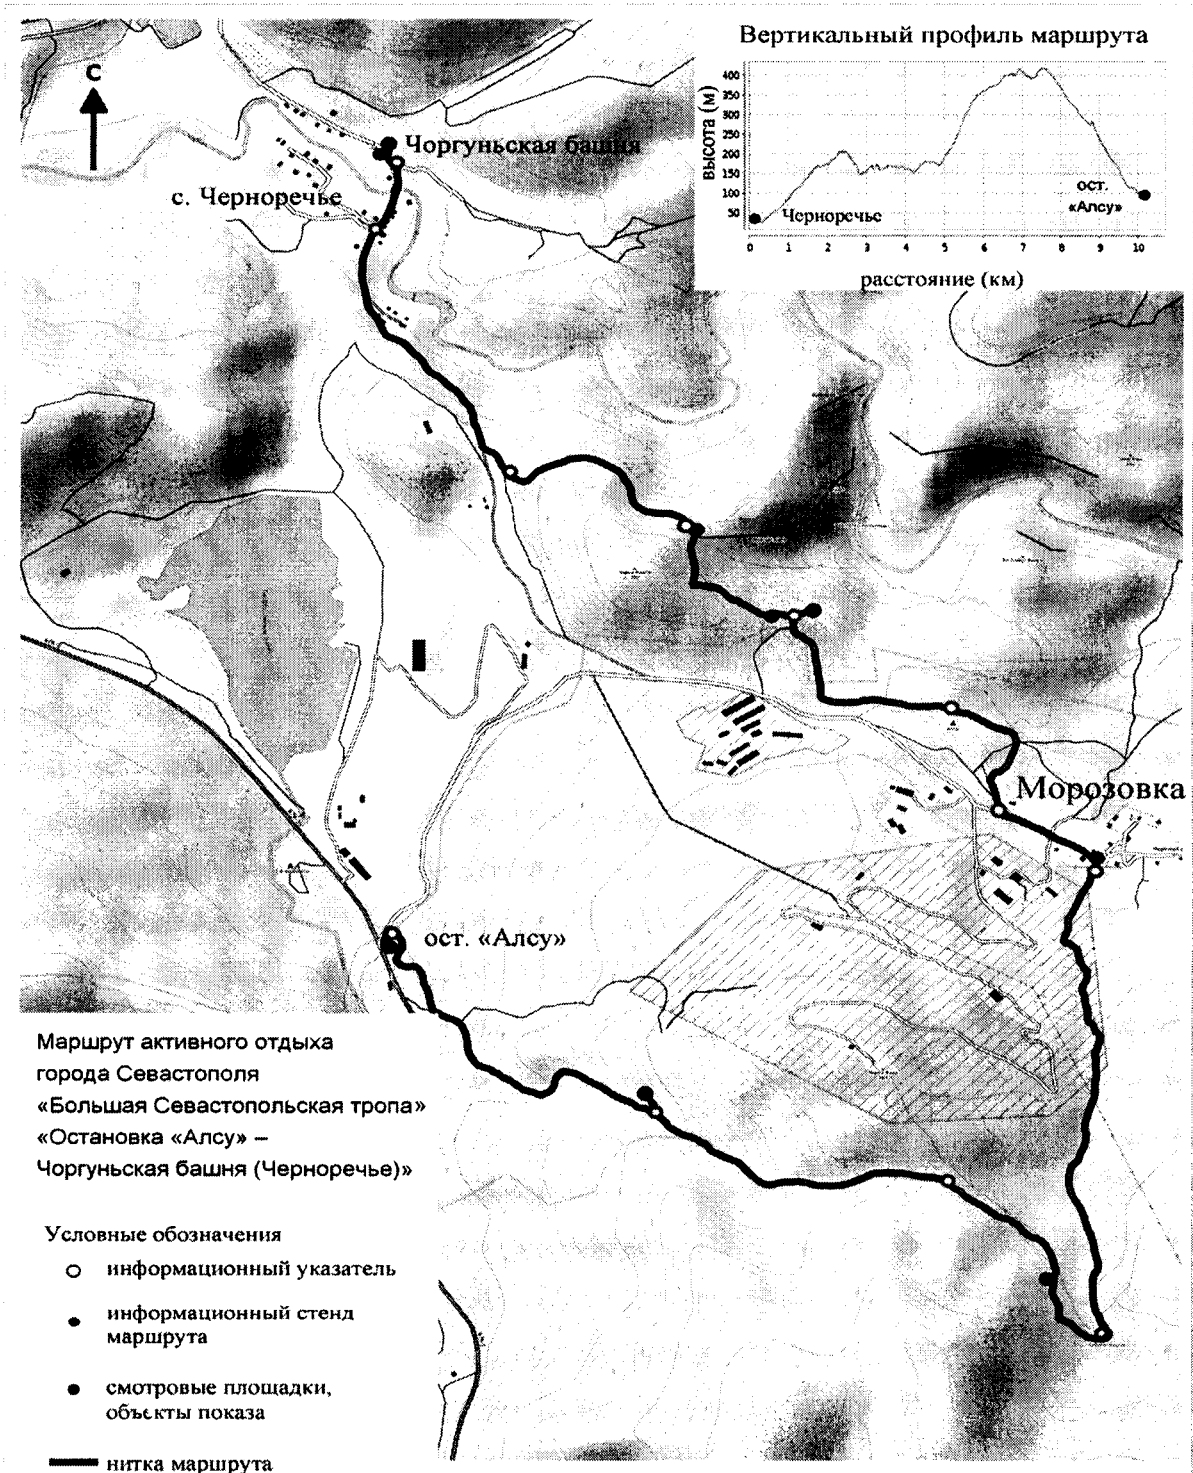 Вертикальный профиль маршрута
С
высота (м)
400
350
300
250
200
150
100
50
Черноречье
ост.
«Алсу»
0 1 2 3 4 5 6 7 8 9 10
расстояние (км)
Чоргуньская башня
с. Черноречье
Морозовка
ост. «Алсу»
Маршрут активного отдыха
города Севастополя
«Большая Севастопольская тропа»
«Остановка «Алсу» –
Чоргуньская башня (Черноречье)»
Условные обозначения
информационный указатель
информационный стенд
маршрута
смотровые площадки,
объекты показа
нитка маршрута